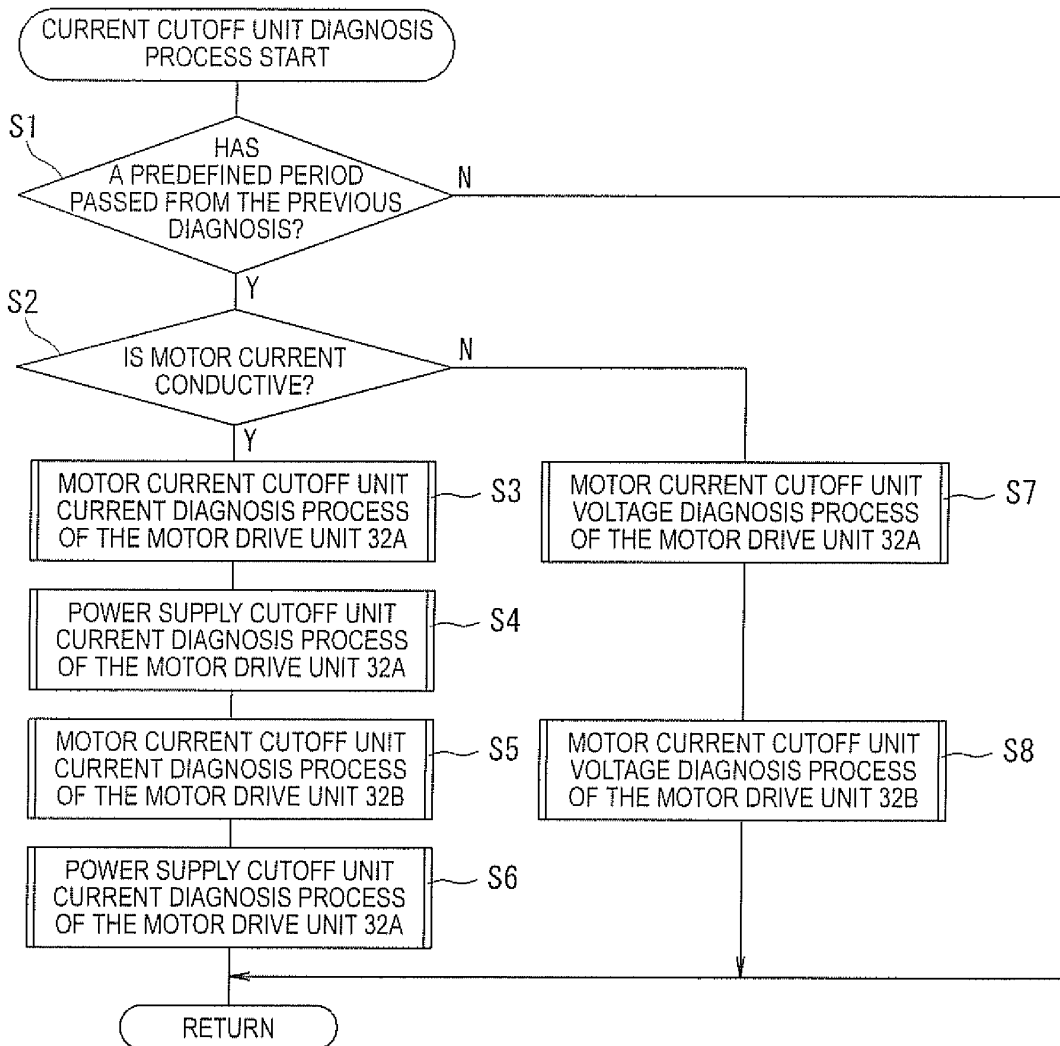 CURRENT CUTOFF UNIT DIAGNOSIS
PROCESS START
S1
HAS
A PREDEFINED PERIOD
PASSED FROM THE PREVIOUS
DIAGNOSIS?
N
Y
S2
IS MOTOR CURRENT
CONDUCTIVE?
N
Y
MOTOR CURRENT CUTOFF UNIT
CURRENT DIAGNOSIS PROCESS
OF THE MOTOR DRIVE UNIT 32A
S3
POWER SUPPLY CUTOFF UNIT
CURRENT DIAGNOSIS PROCESS
OF THE MOTOR DRIVE UNIT 32A
S4
MOTOR CURRENT CUTOFF UNIT
CURRENT DIAGNOSIS PROCESS
OF THE MOTOR DRIVE UNIT 32B
S5
POWER SUPPLY CUTOFF UNIT
CURRENT DIAGNOSIS PROCESS
OF THE MOTOR DRIVE UNIT 32A
S6
MOTOR CURRENT CUTOFF UNIT
VOLTAGE DIAGNOSIS PROCESS
OF THE MOTOR DRIVE UNIT 32A
S7
MOTOR CURRENT CUTOFF UNIT
VOLTAGE DIAGNOSIS PROCESS
OF THE MOTOR DRIVE UNIT 32B
S8
RETURN